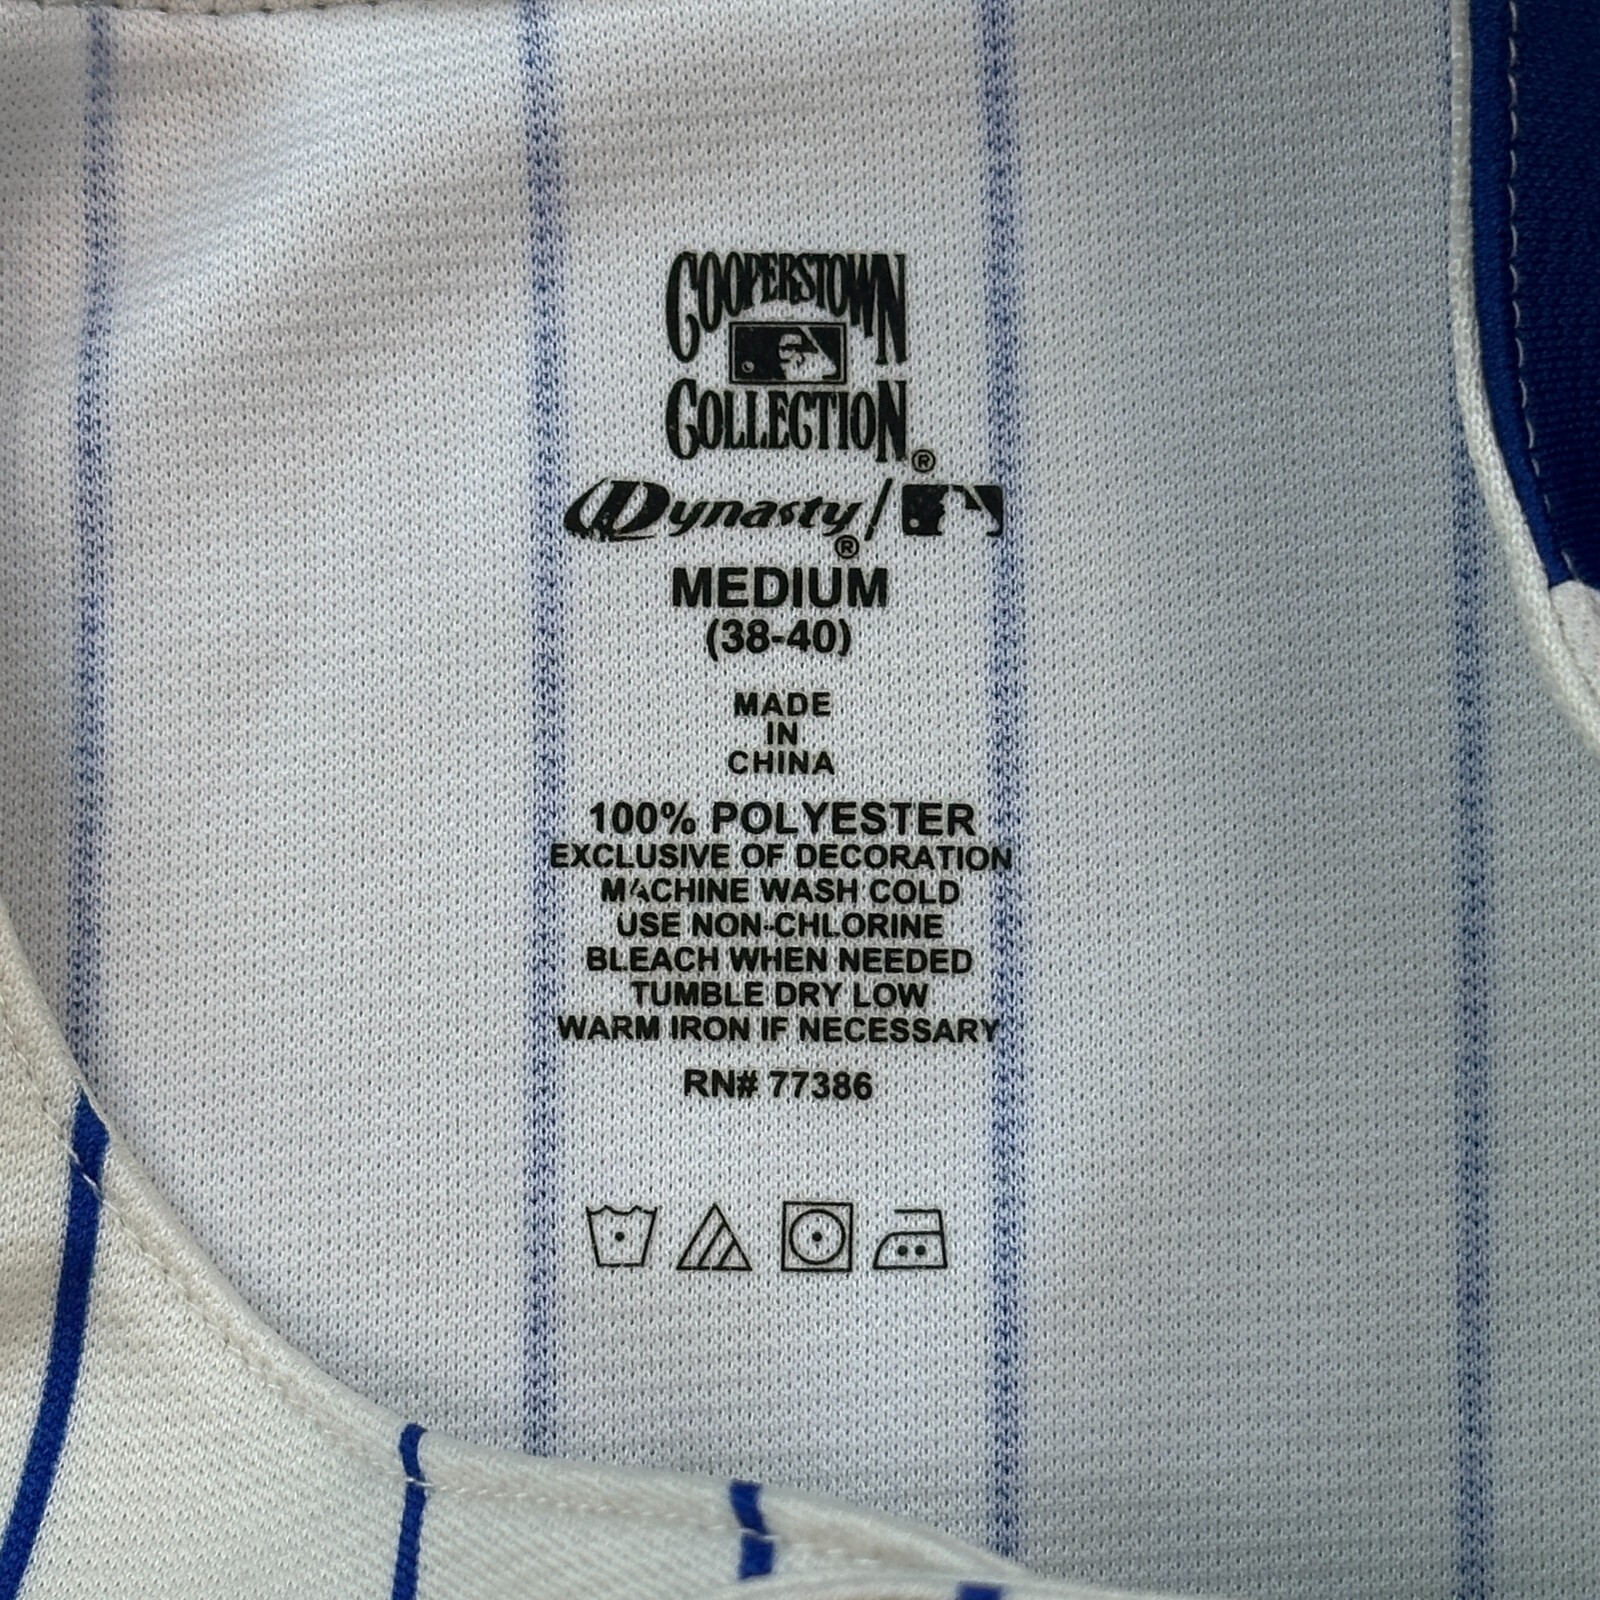 COOPERSTOWN
COLLECTION®
Dynasty® /
MEDIUM
(38-40)
MADE
IN
CHINA
100% POLYESTER
EXCLUSIVE OF DECORATION
MACHINE WASH COLD
USE NON-CHLORINE
BLEACH WHEN NEEDED
TUMBLE DRY LOW
WARM IRON IF NECESSARY
RN# 77386